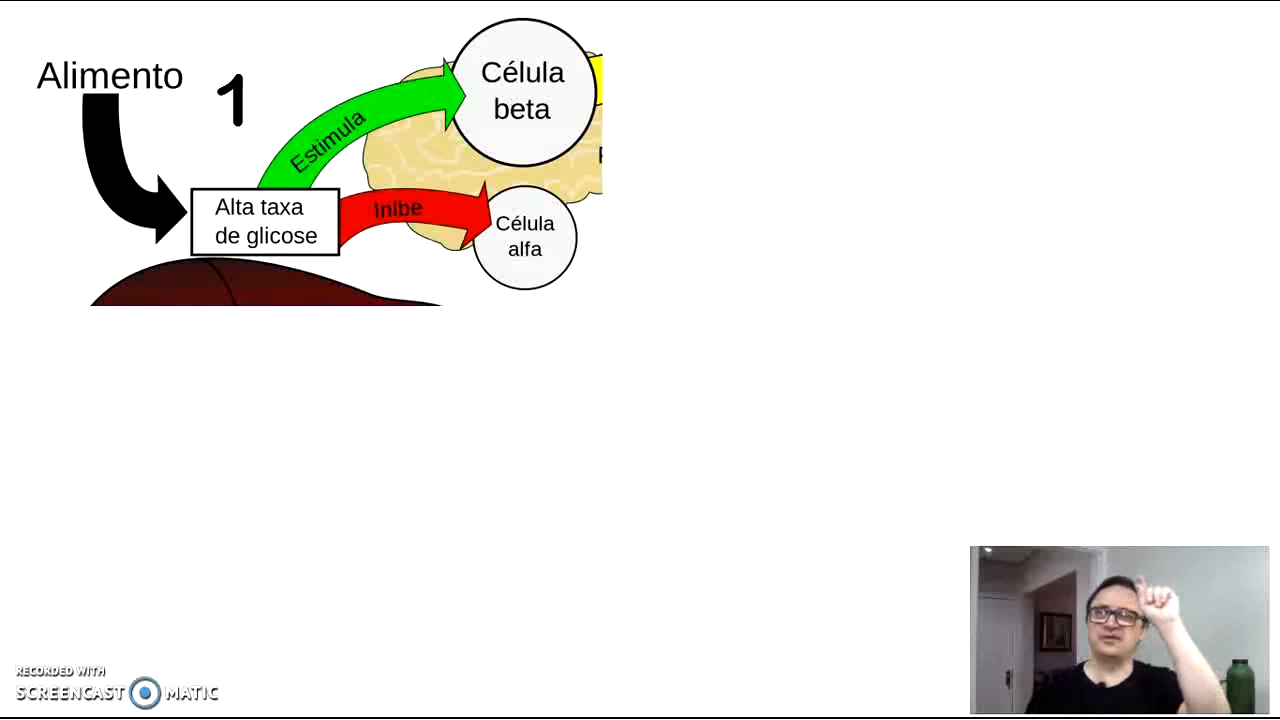 Alimento
1
Estimula
Célula
beta
Alta taxa
de glicose
Inibe
Célula
alfa
RECORDED WITH
SCREENCAST MATIC